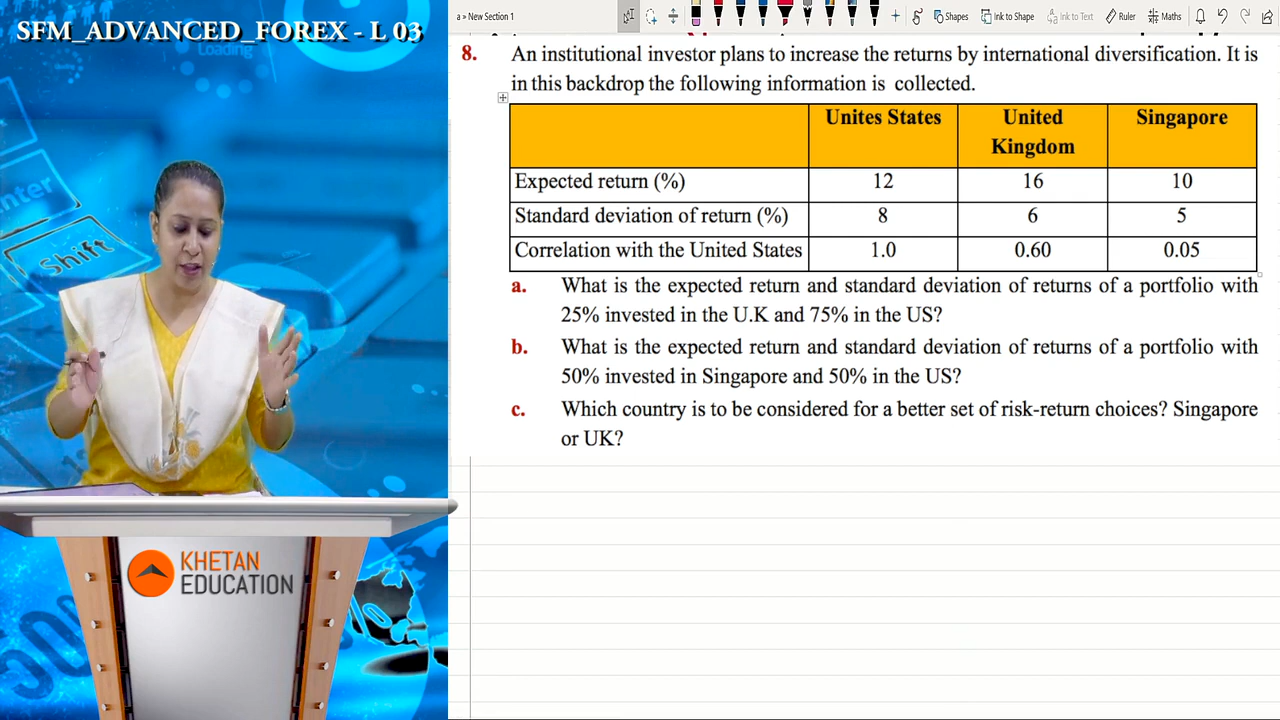 SFM_ADVANCED_FOREX - L 03
Loading
a » New Section 1
Shapes
Ink to Shape
Ink to Text
Ruler
Maths
8. An institutional investor plans to increase the returns by international diversification. It is
in this backdrop the following information is collected.
Unites States United Kingdom Singapore
Expected return (%) 12 16 10
Standard deviation of return (%) 8 6 5
Correlation with the United States 1.0 0.60 0.05
a. What is the expected return and standard deviation of returns of a portfolio with
25% invested in the U.K and 75% in the US?
b. What is the expected return and standard deviation of returns of a portfolio with
50% invested in Singapore and 50% in the US?
c. Which country is to be considered for a better set of risk-return choices? Singapore
or UK?
Shift
KHETAN
EDUCATION